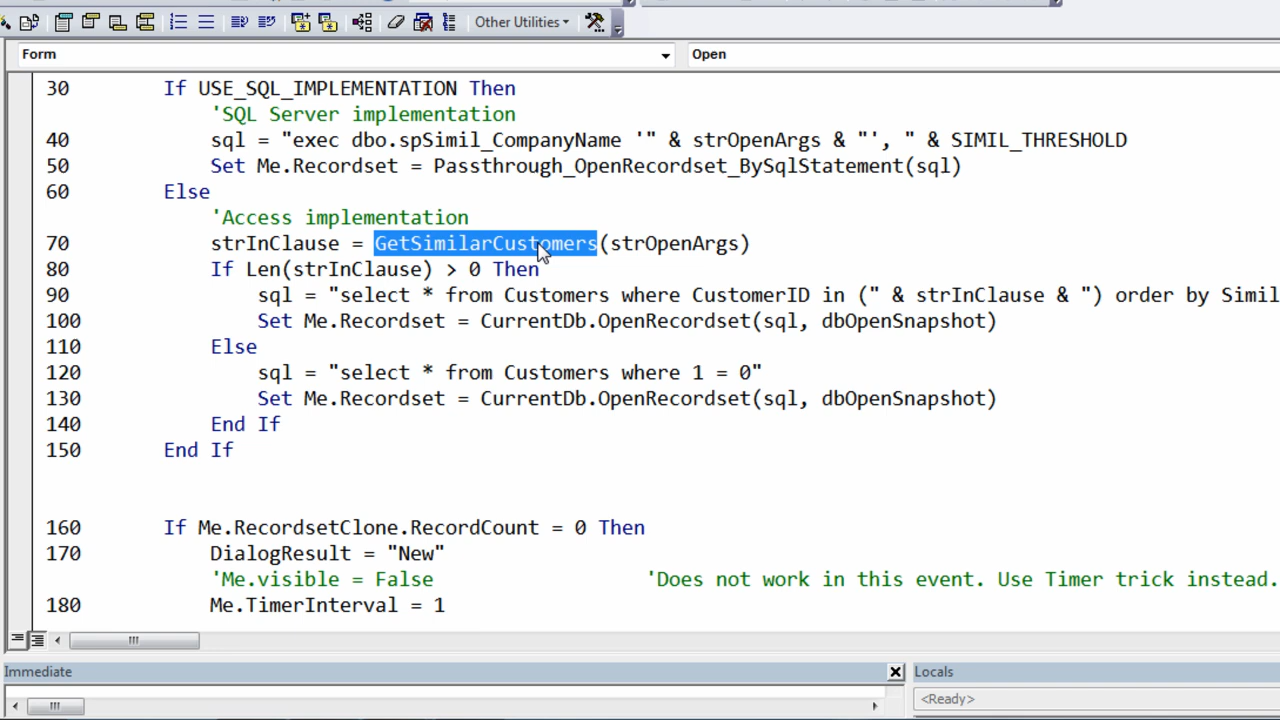 Other Utilities
Form Open
30 If USE_SQL_IMPLEMENTATION Then
'SQL Server implementation
40 sql = "exec dbo.spSimil_CompanyName '" & strOpenArgs & "', " & SIMIL_THRESHOLD
50 Set Me.Recordset = Passthrough_OpenRecordset_BySqlStatement(sql)
60 Else
'Access implementation
70 strInClause = GetSimilarCustomers(strOpenArgs)
80 If Len(strInClause) > 0 Then
90 sql = "select * from Customers where CustomerID in (" & strInClause & ") order by Simil
100 Set Me.Recordset = CurrentDb.OpenRecordset(sql, dbOpenSnapshot)
110 Else
120 sql = "select * from Customers where 1 = 0"
130 Set Me.Recordset = CurrentDb.OpenRecordset(sql, dbOpenSnapshot)
140 End If
150 End If
160 If Me.RecordsetClone.RecordCount = 0 Then
170 DialogResult = "New"
'Me.visible = False 'Does not work in this event. Use Timer trick instead.
180 Me.TimerInterval = 1
Immediate Locals
<Ready>